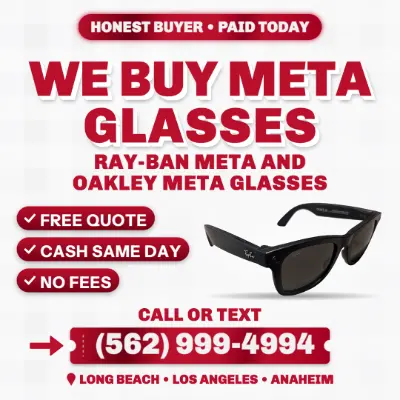 HONEST BUYER • PAID TODAY
WE BUY META
GLASSES
RAY-BAN META AND
OAKLEY META GLASSES
FREE QUOTE
CASH SAME DAY
NO FEES
Ray-Ban
CALL OR TEXT
(562) 999-4994
LONG BEACH • LOS ANGELES • ANAHEIM